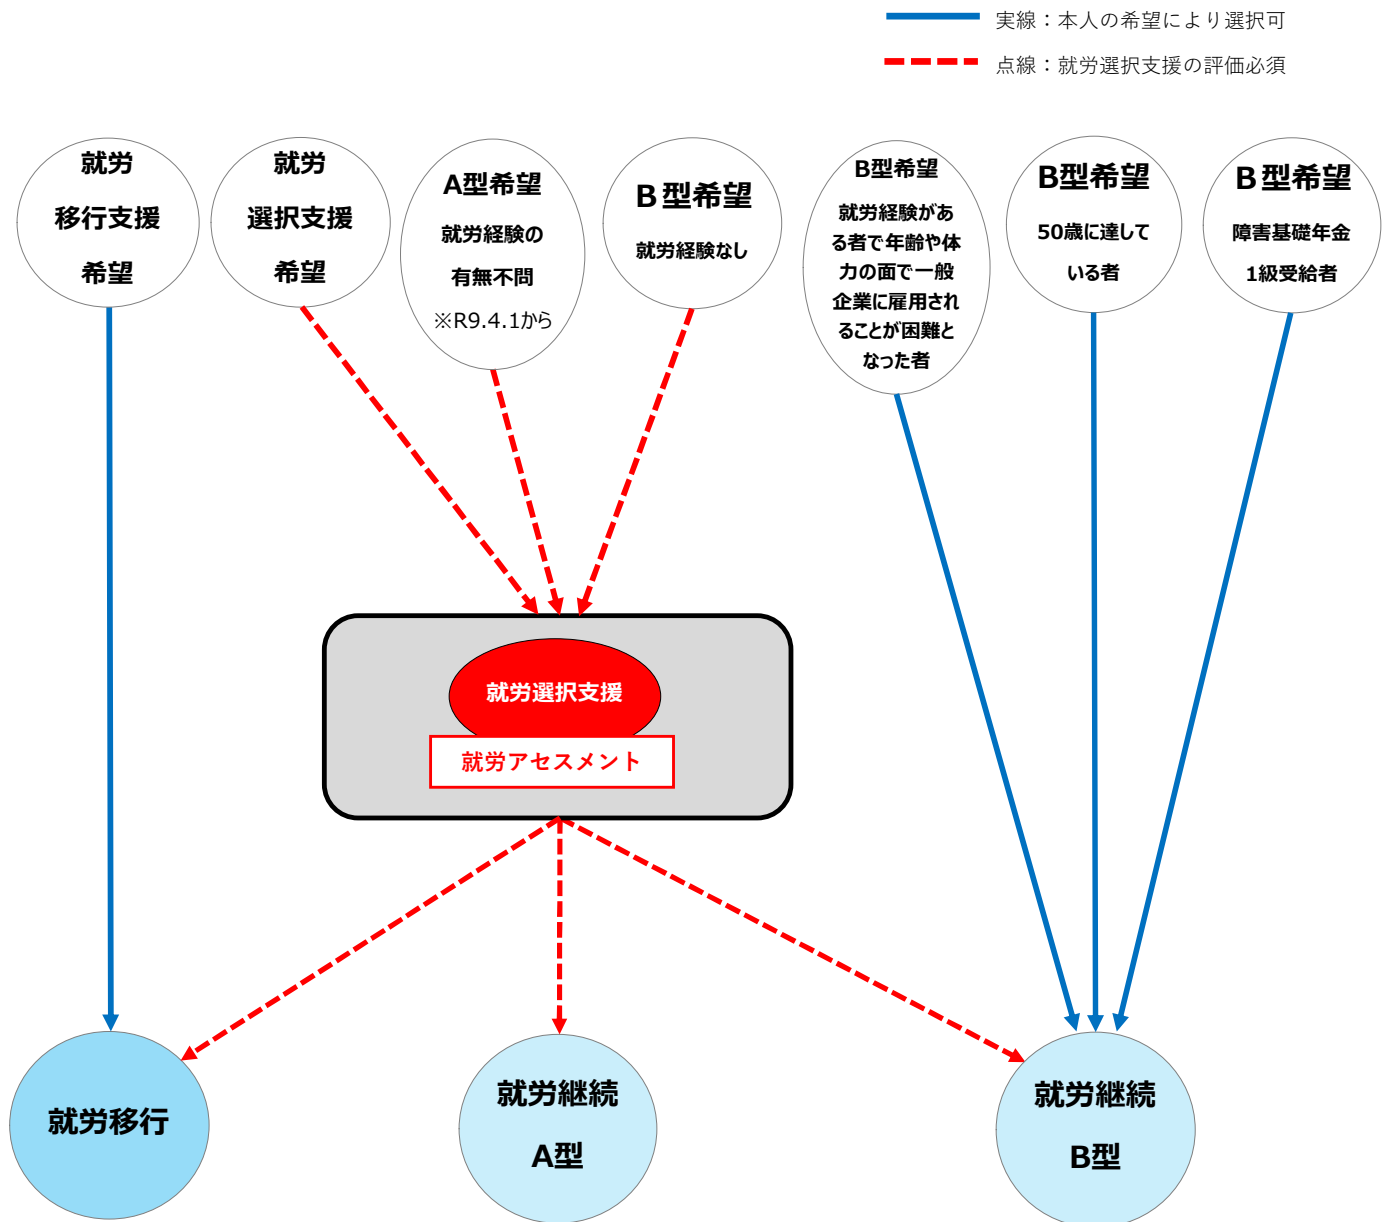 実線：本人の希望により選択可
点線：就労選択支援の評価必須
就労
移行支援
希望
就労
選択支援
希望
A型希望
就労経験の
有無不問
※R9.4.1から
Ｂ型希望
就労経験なし
B型希望
就労経験があ
る者で年齢や体
力の面で一般
企業に雇用され
ることが困難と
なった者
B型希望
50歳に達して
いる者
Ｂ型希望
障害基礎年金
1級受給者
就労選択支援
就労アセスメント
就労移行
就労継続
A型
就労継続
B型